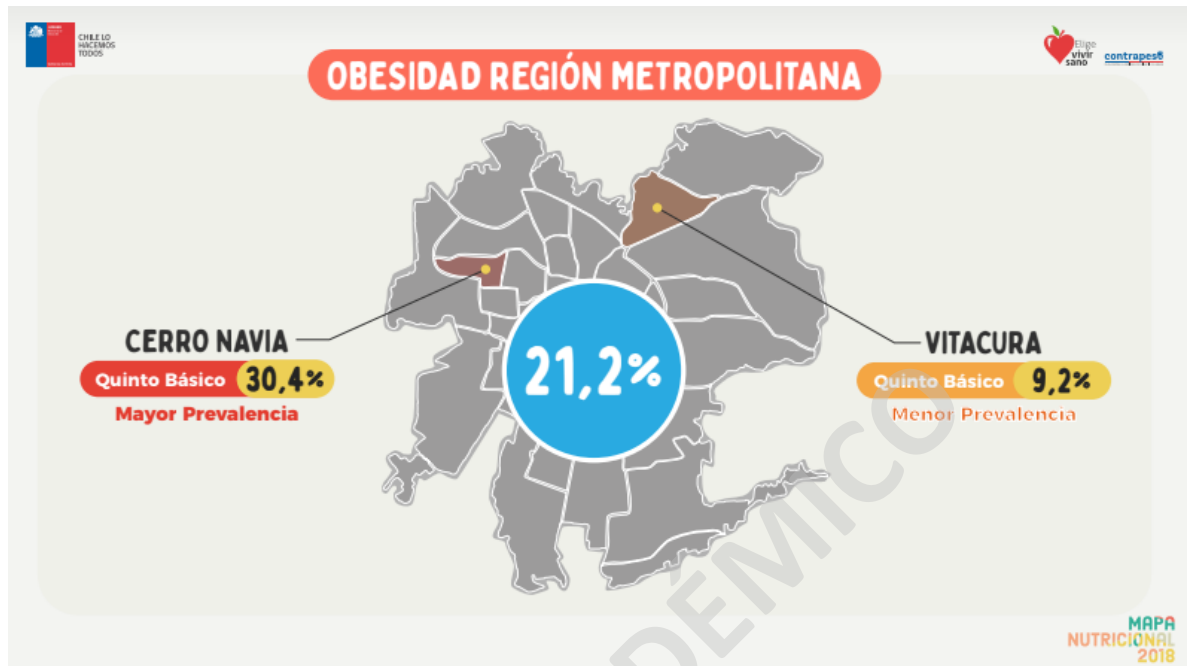 CHILE LO
HACEMOS
TODOS
Elige
vivir
sano
contrapeso
OBESIDAD REGIÓN METROPOLITANA
CERRO NAVIA
Quinto Básico 30,4%
Mayor Prevalencia
21,2%
VITACURA
Quinto Básico 9,2%
Menor Prevalencia
DÉMICO
MAPA
NUTRICIONAL
2018